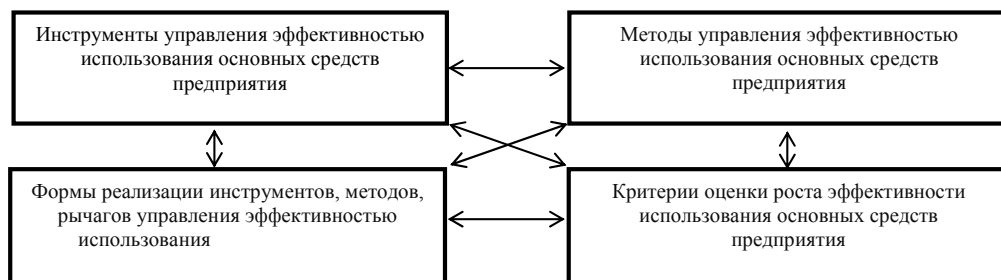 Инструменты управления эффективностью
использования основных средств
предприятия
Методы управления эффективностью
использования основных средств
предприятия
Формы реализации инструментов, методов,
рычагов управления эффективностью
использования
Критерии оценки роста эффективности
использования основных средств
предприятия